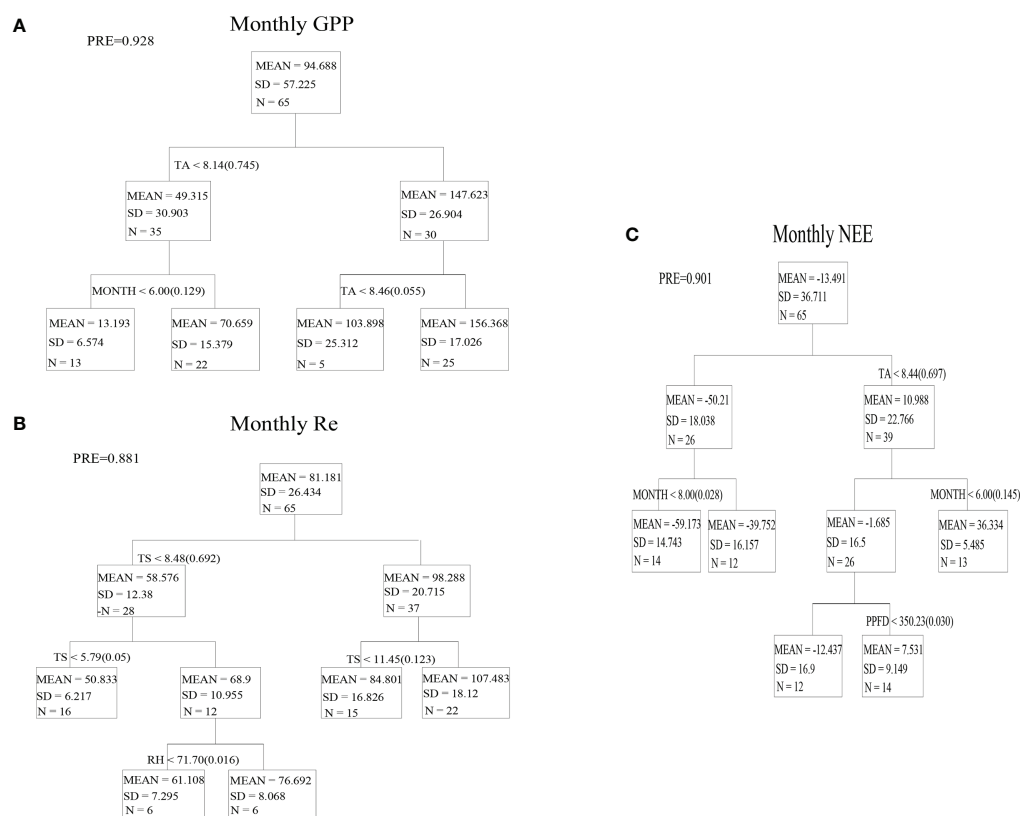 A
Monthly GPP
PRE=0.928
MEAN = 94.688
SD = 57.225
N = 65
TA < 8.14(0.745)
MEAN = 49.315
SD = 30.903
N = 35
MEAN = 147.623
SD = 26.904
N = 30
MONTH < 6.00(0.129)
TA < 8.46(0.055)
MEAN = 13.193
SD = 6.574
N = 13
MEAN = 70.659
SD = 15.379
N = 22
MEAN = 103.898
SD = 25.312
N = 5
MEAN = 156.368
SD = 17.026
N = 25
B
Monthly Re
PRE=0.881
MEAN = 81.181
SD = 26.434
N = 65
TS < 8.48(0.692)
MEAN = 58.576
SD = 12.38
-N = 28
MEAN = 98.288
SD = 20.715
N = 37
TS < 5.79(0.05)
TS < 11.45(0.123)
MEAN = 50.833
SD = 6.217
N = 16
MEAN = 68.9
SD = 10.955
N = 12
MEAN = 84.801
SD = 16.826
N = 15
MEAN = 107.483
SD = 18.12
N = 22
RH < 71.70(0.016)
MEAN = 61.108
SD = 7.295
N = 6
MEAN = 76.692
SD = 8.068
N = 6
C
Monthly NEE
PRE=0.901
MEAN = -13.491
SD = 36.711
N = 65
TA < 8.44(0.697)
MEAN = -50.21
SD = 18.038
N = 26
MEAN = 10.988
SD = 22.766
N = 39
MONTH < 8.00(0.028)
MONTH < 6.00(0.145)
MEAN = -59.173
SD = 14.743
N = 14
MEAN = -39.752
SD = 16.157
N = 12
MEAN = -1.685
SD = 16.5
N = 26
MEAN = 36.334
SD = 5.485
N = 13
PPFD < 350.23(0.030)
MEAN = -12.437
SD = 16.9
N = 12
MEAN = 7.531
SD = 9.149
N = 14